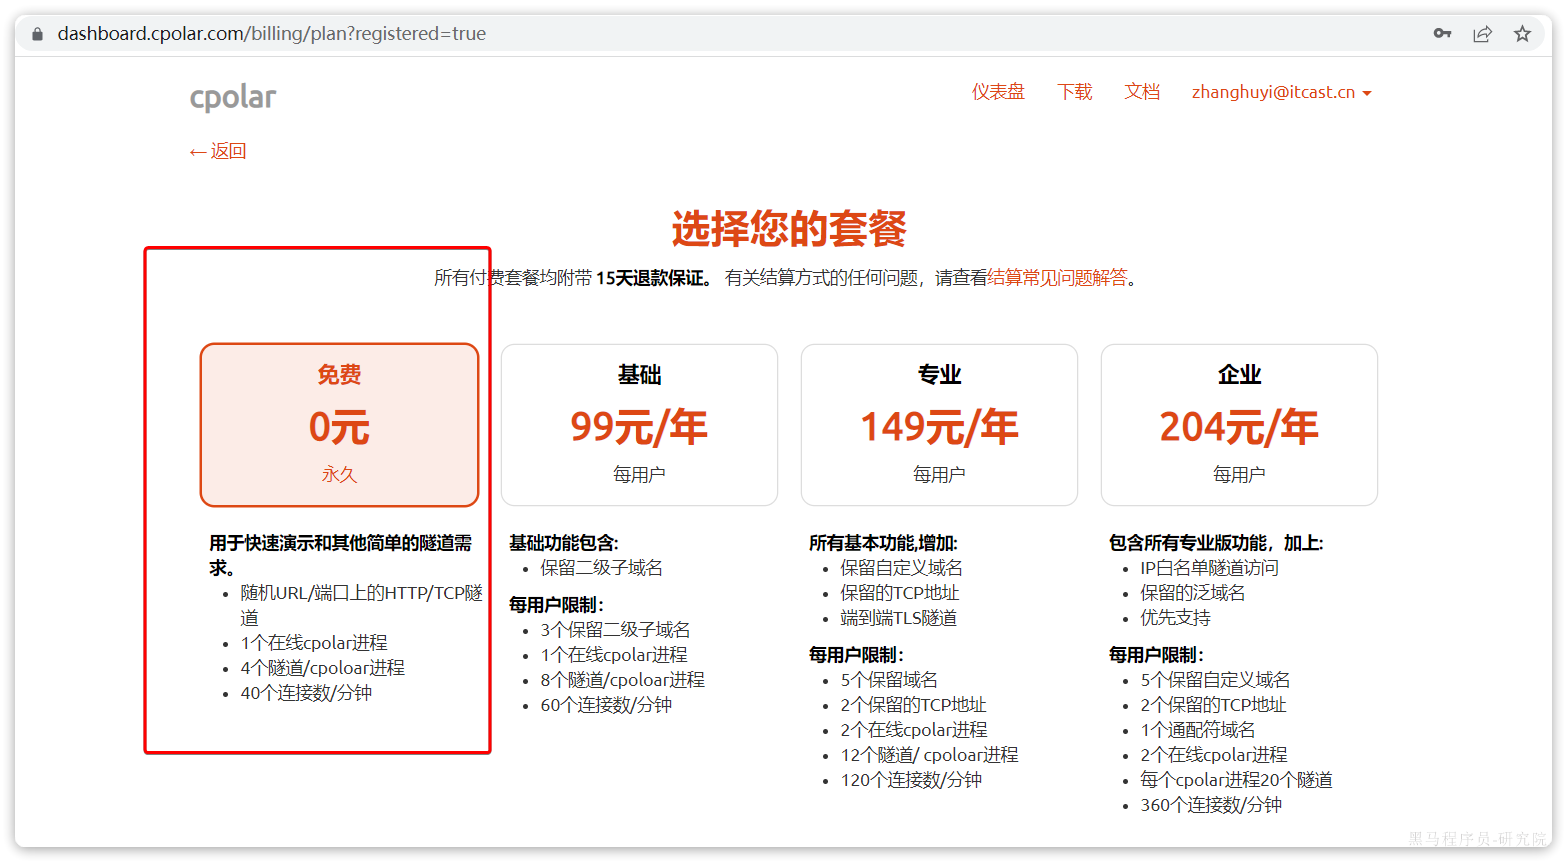 dashboard.cpolar.com/billing/plan?registered=true
cpolar
仪表盘
下载
文档
zhanghuyi@itcast.cn
← 返回
选择您的套餐
所有付费套餐均附带 15天退款保证。 有关结算方式的任何问题，请查看结算常见问题解答。
免费
0元
永久
用于快速演示和其他简单的隧道需
求。
随机URL/端口上的HTTP/TCP隧
道
1个在线cpolar进程
4个隧道/cpoloar进程
40个连接数/分钟
基础
99元/年
每用户
基础功能包含:
保留二级子域名
每用户限制：
3个保留二级子域名
1个在线cpolar进程
8个隧道/cpoloar进程
60个连接数/分钟
专业
149元/年
每用户
所有基本功能,增加:
保留自定义域名
保留的TCP地址
端到端TLS隧道
每用户限制：
5个保留域名
2个保留的TCP地址
2个在线cpolar进程
12个隧道/ cpoloar进程
120个连接数/分钟
企业
204元/年
每用户
包含所有专业版功能，加上:
IP白名单隧道访问
保留的泛域名
优先支持
每用户限制：
5个保留自定义域名
2个保留的TCP地址
1个通配符域名
2个在线cpolar进程
每个cpolar进程20个隧道
360个连接数/分钟
黑马程序员-研究院